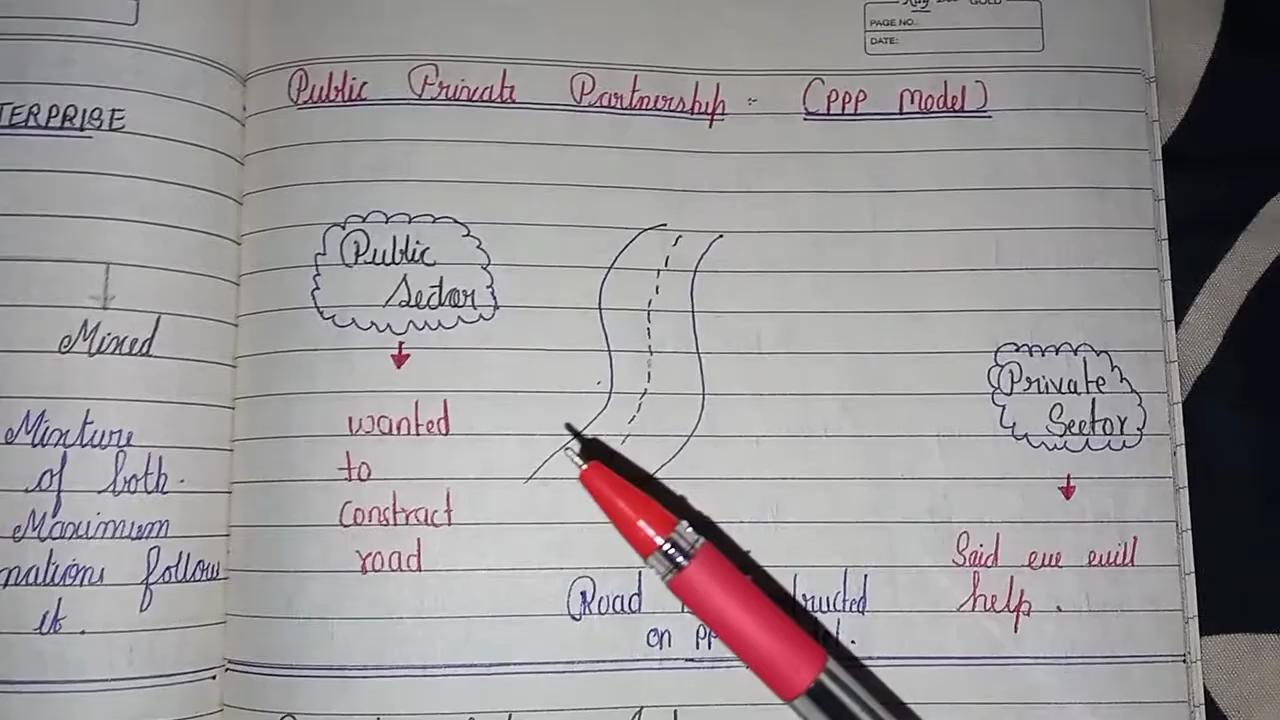 PAGE NO.
DATE:
TERPRISE
Mixed
Mixture
of both.
Maximum
nations follow
it.
Public Private Partnership :- (PPP Model)
Public
Sector
wanted
to
constract
road
Private
Sector
Said we will
help.
Road
on